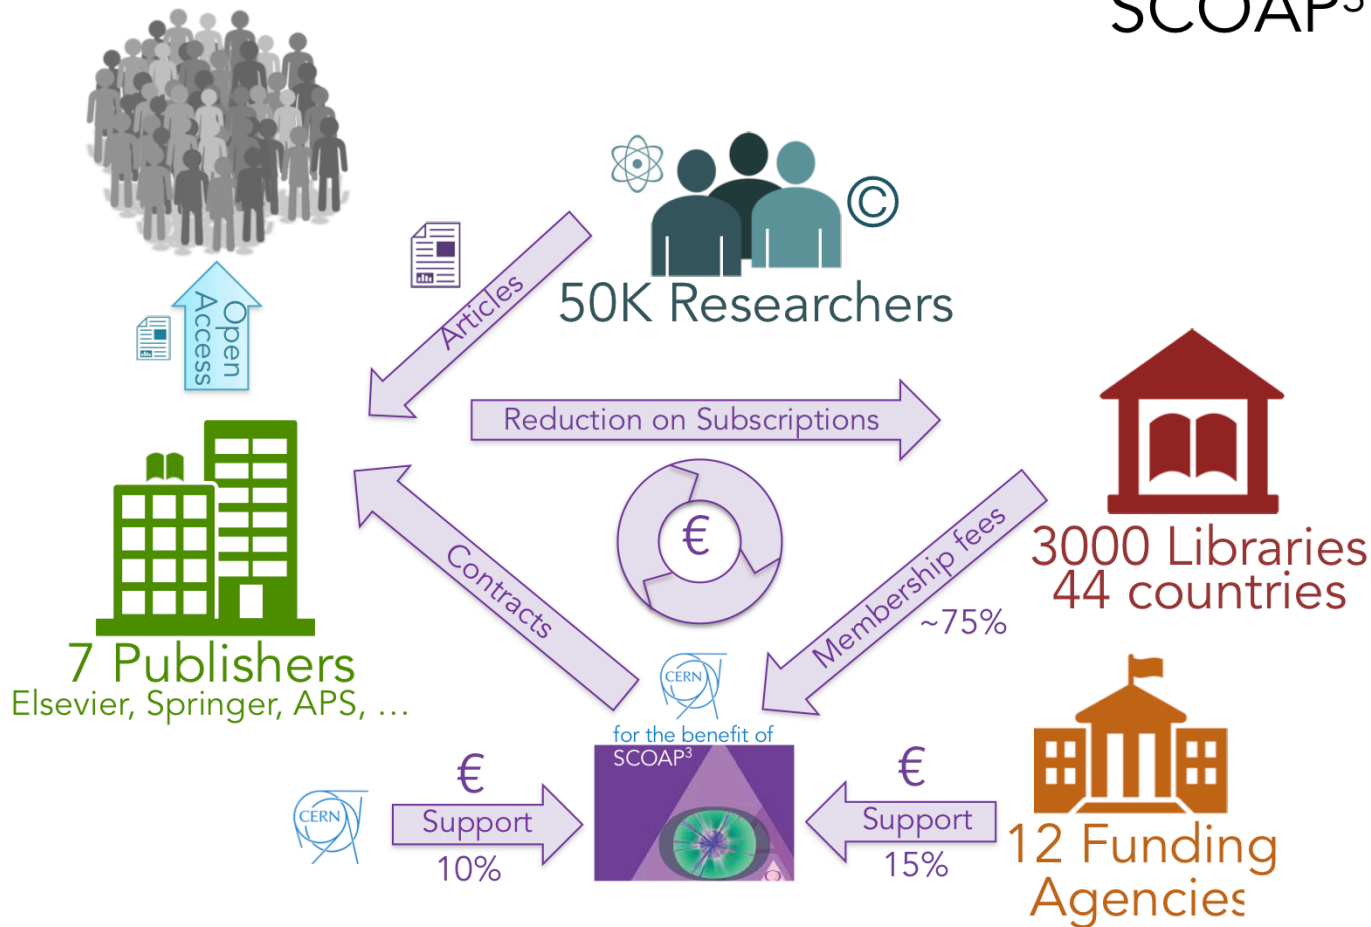 SCOAP³
©
50K Researchers
Articles
Open
Access
Reduction on Subscriptions
€
3000 Libraries
44 countries
Membership fees
~75%
Contracts
7 Publishers
Elsevier, Springer, APS, ...
CERN
for the benefit of
SCOAP³
€
Support
10%
CERN
€
Support
15%
12 Funding
Agencies